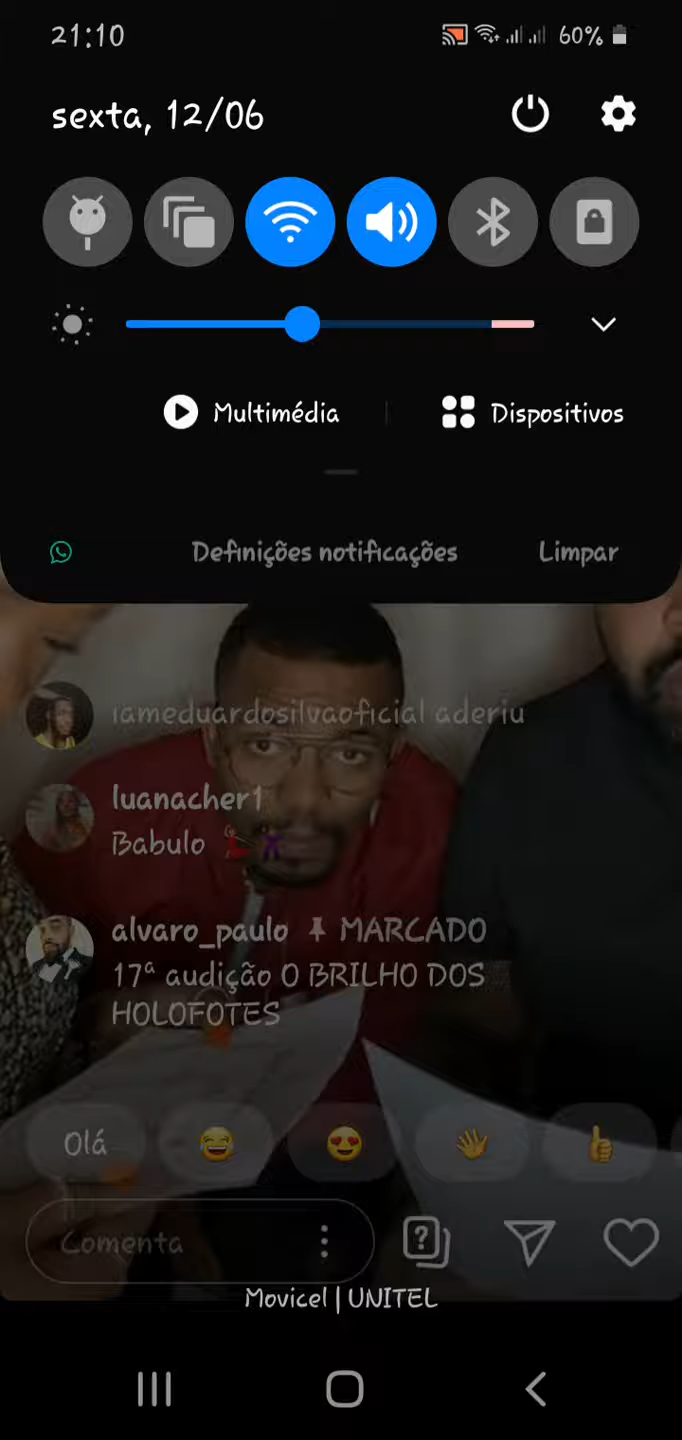 21:10
60%
sexta, 12/06
Multimédia
Dispositivos
Definições notificações
Limpar
iameduardosilvaoficial aderiu
luanacher1
Babulo
alvaro_paulo MARCADO
17ª audição O BRILHO DOS
HOLOFOTES
Olá
Comenta
Movicel | UNITEL